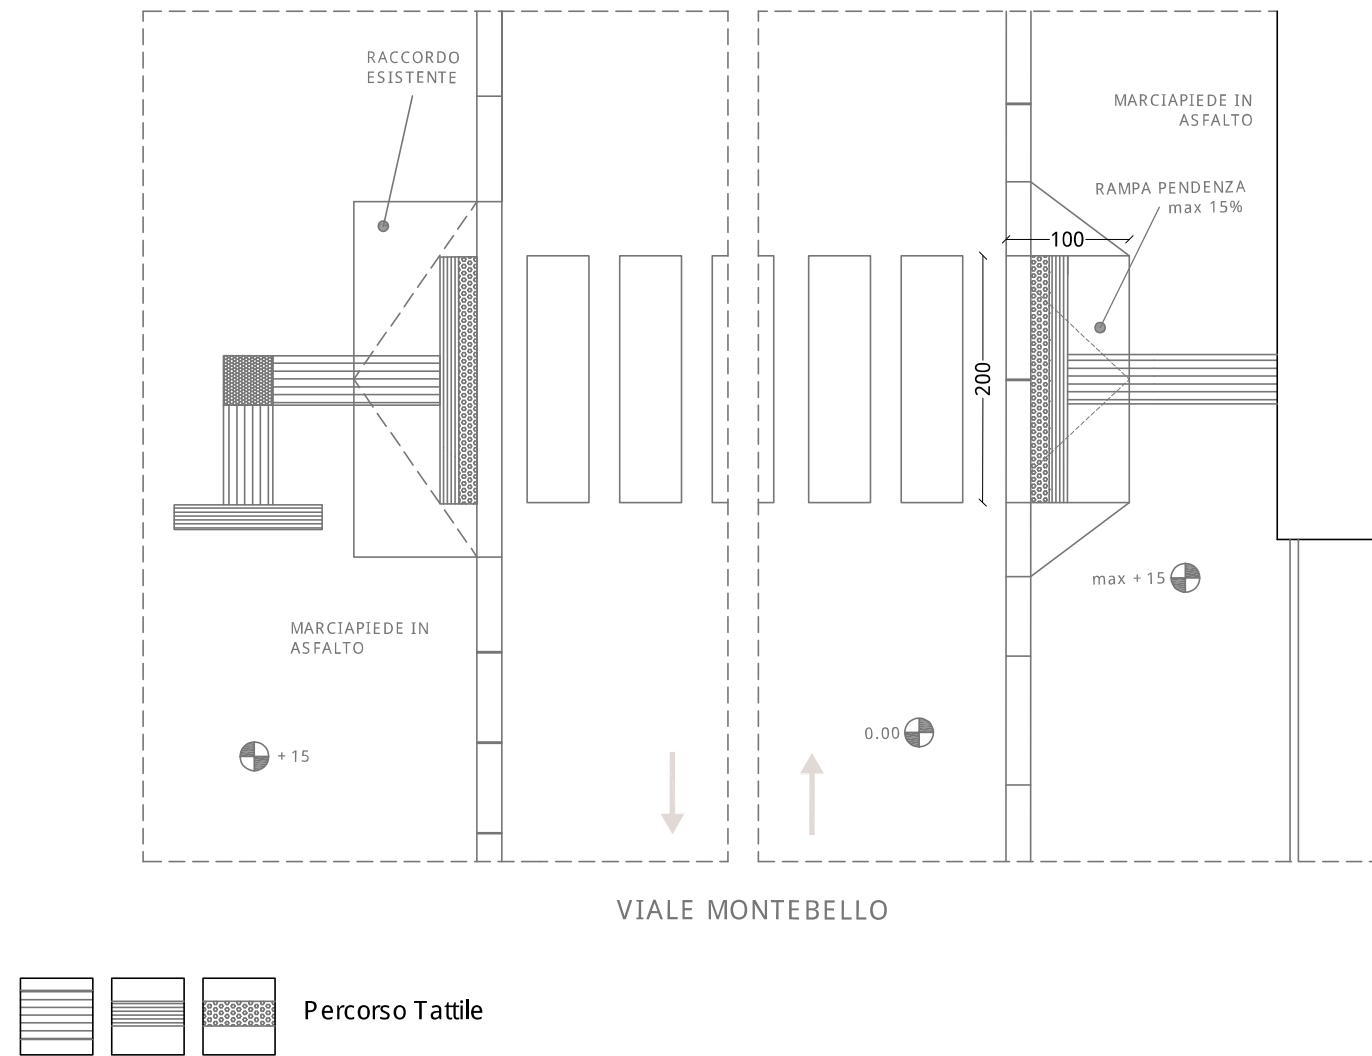 RACCORDO
ESISTENTE
MARCIAPIEDE IN
ASFALTO
RAMPA PENDENZA
max 15%
100
200
max + 15
MARCIAPIEDE IN
ASFALTO
0.00
+ 15
VIALE MONTEBELLO
Percorso Tattile